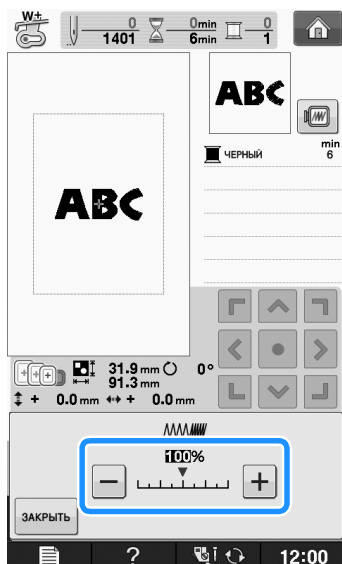 W±
0 0min 0
1401 6min 1
ABC
ЧЕРНЫЙ min 6
ABC
31.9 mm 0°
91.3 mm
+ 0.0 mm + 0.0 mm
100%
− +
ЗАКРЫТЬ
? 12:00